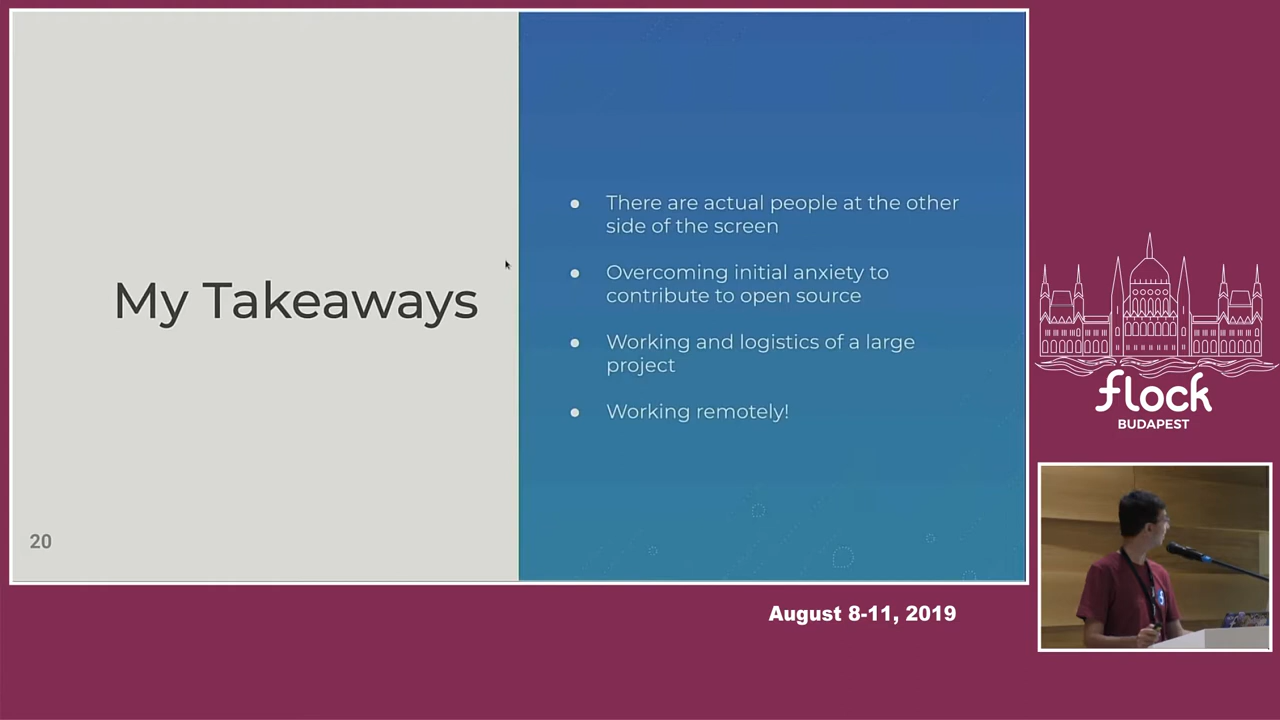 My Takeaways
There are actual people at the other
side of the screen
Overcoming initial anxiety to
contribute to open source
Working and logistics of a large
project
Working remotely!
20
flock
BUDAPEST
August 8-11, 2019